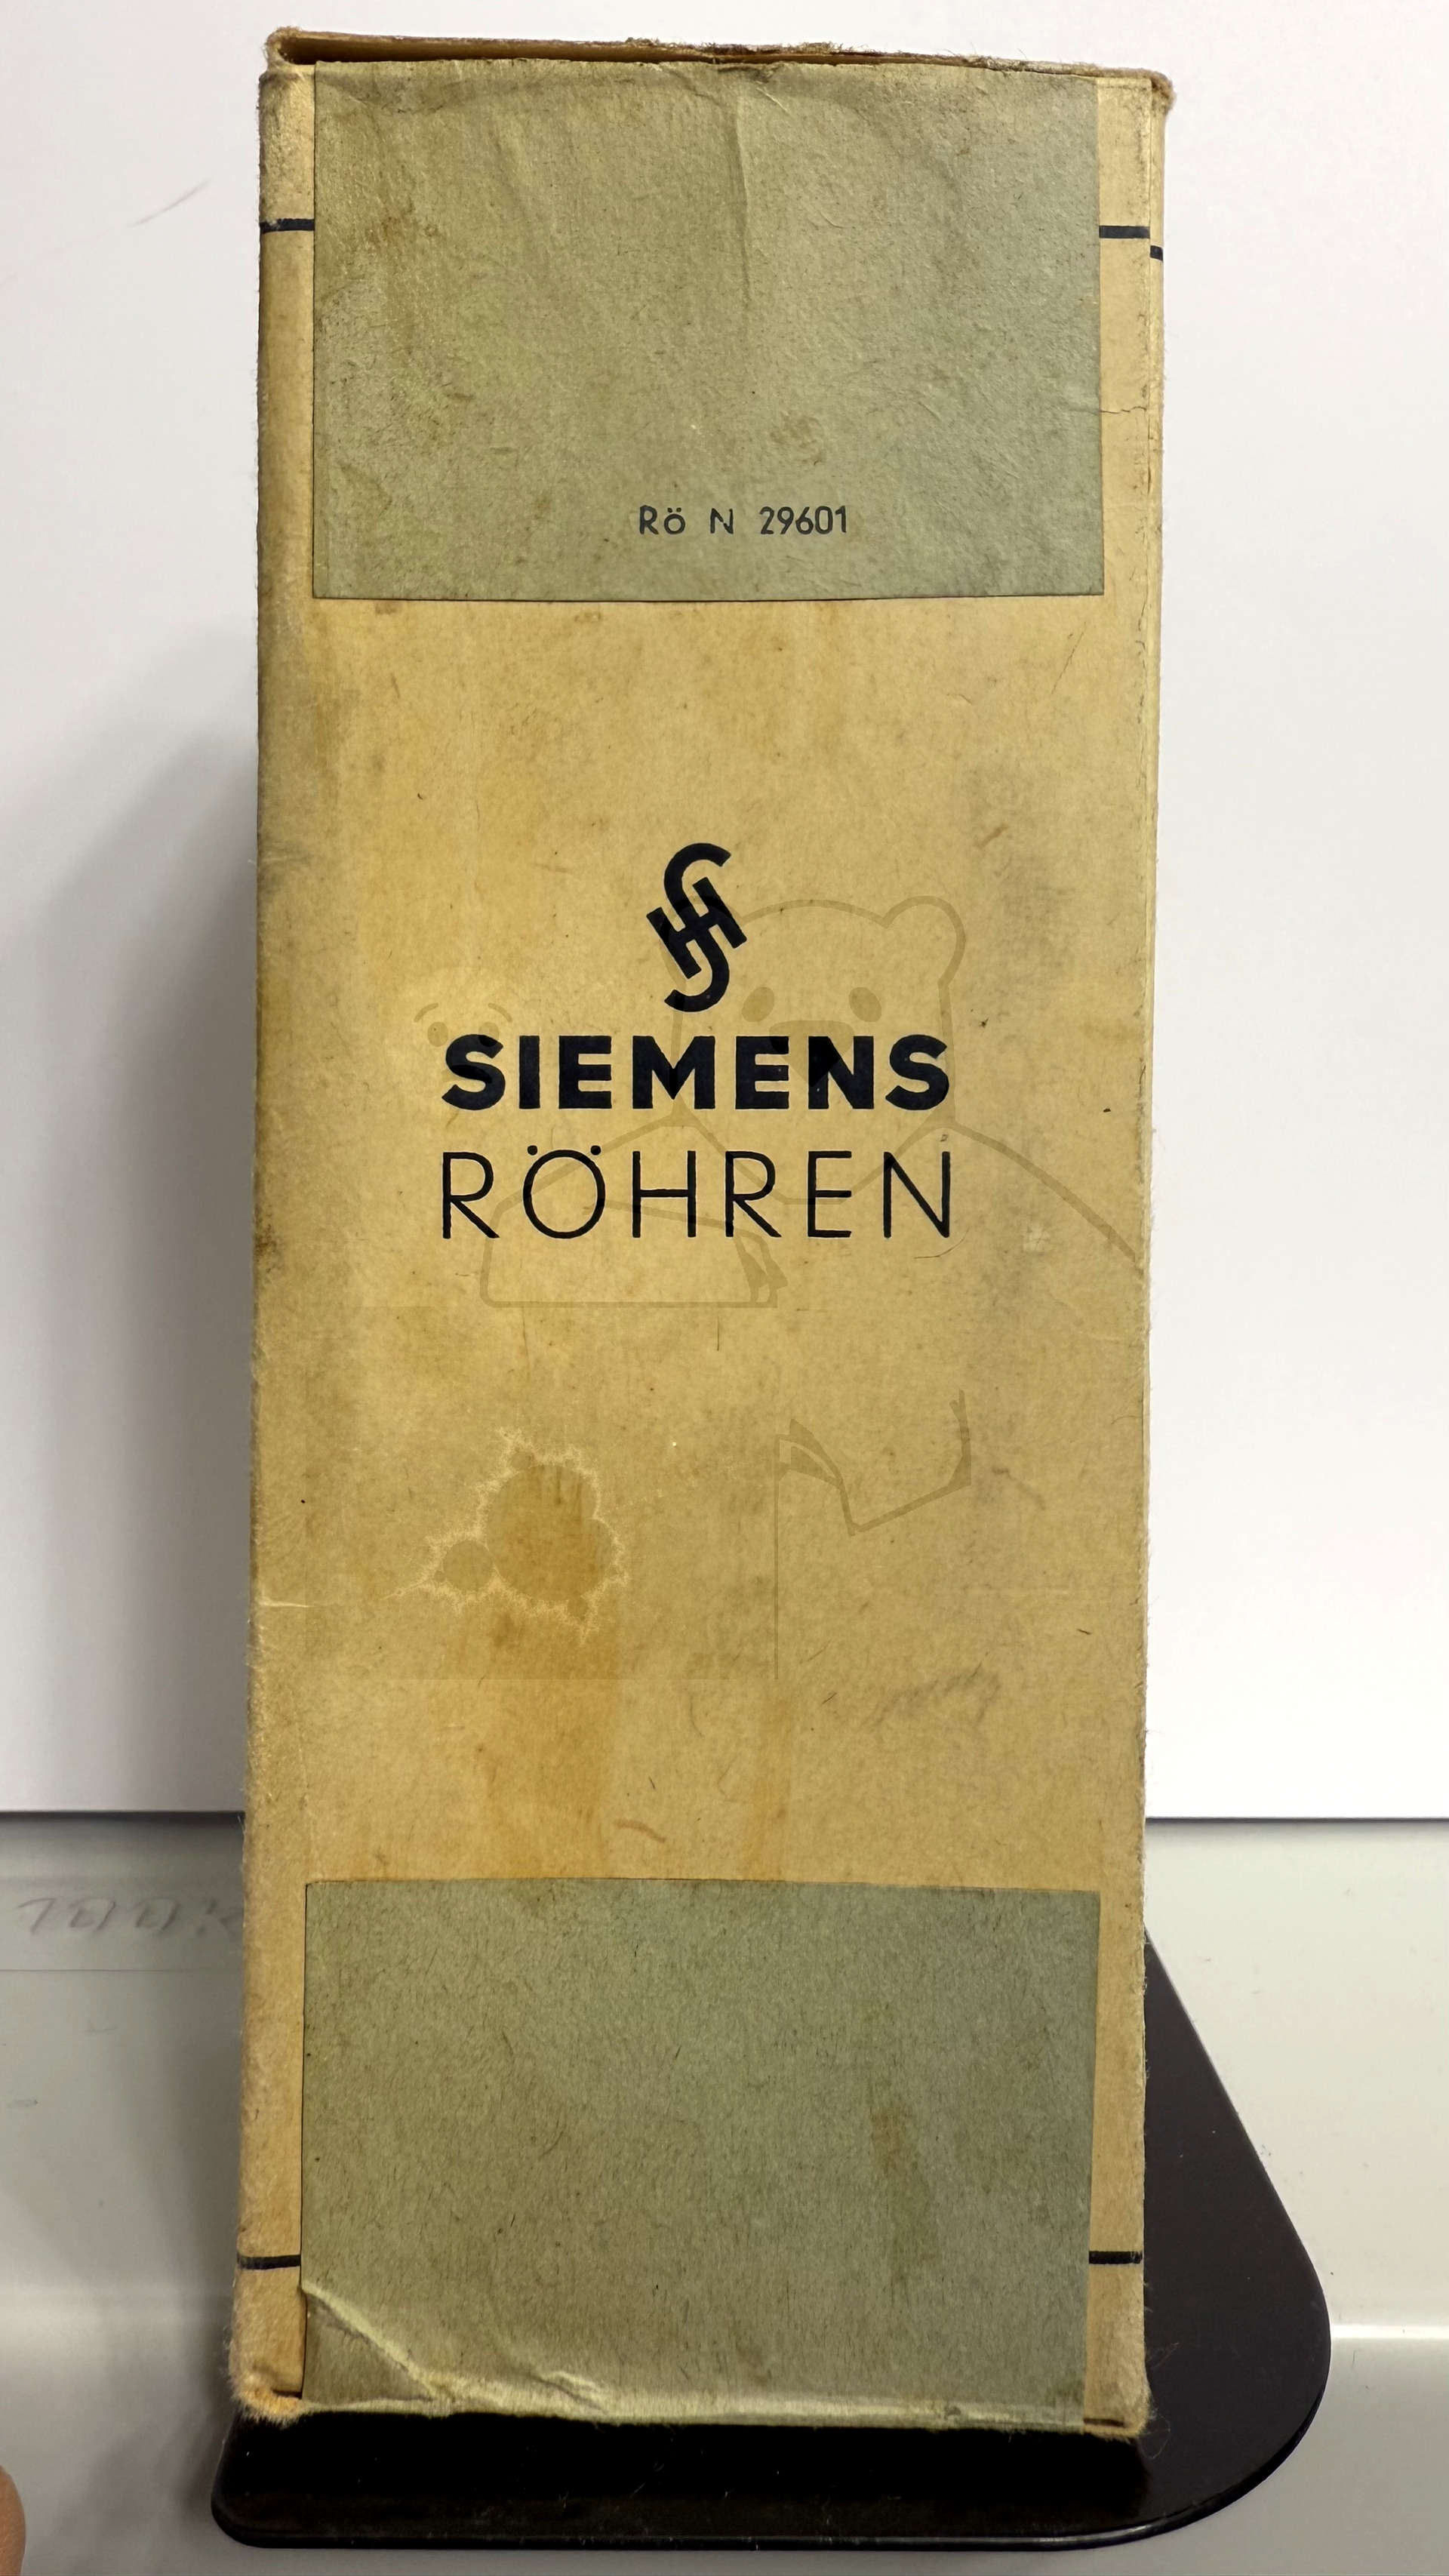 Rö N 29601
SIEMENS
RÖHREN